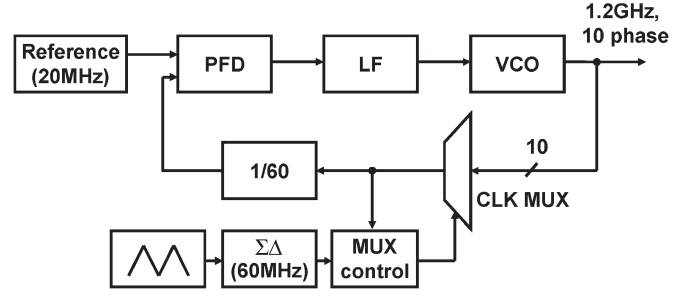 1.2GHz,
10 phase
Reference
(20MHz)
PFD
LF
VCO
1/60
10
CLK MUX
ΣΔ
(60MHz)
MUX
control